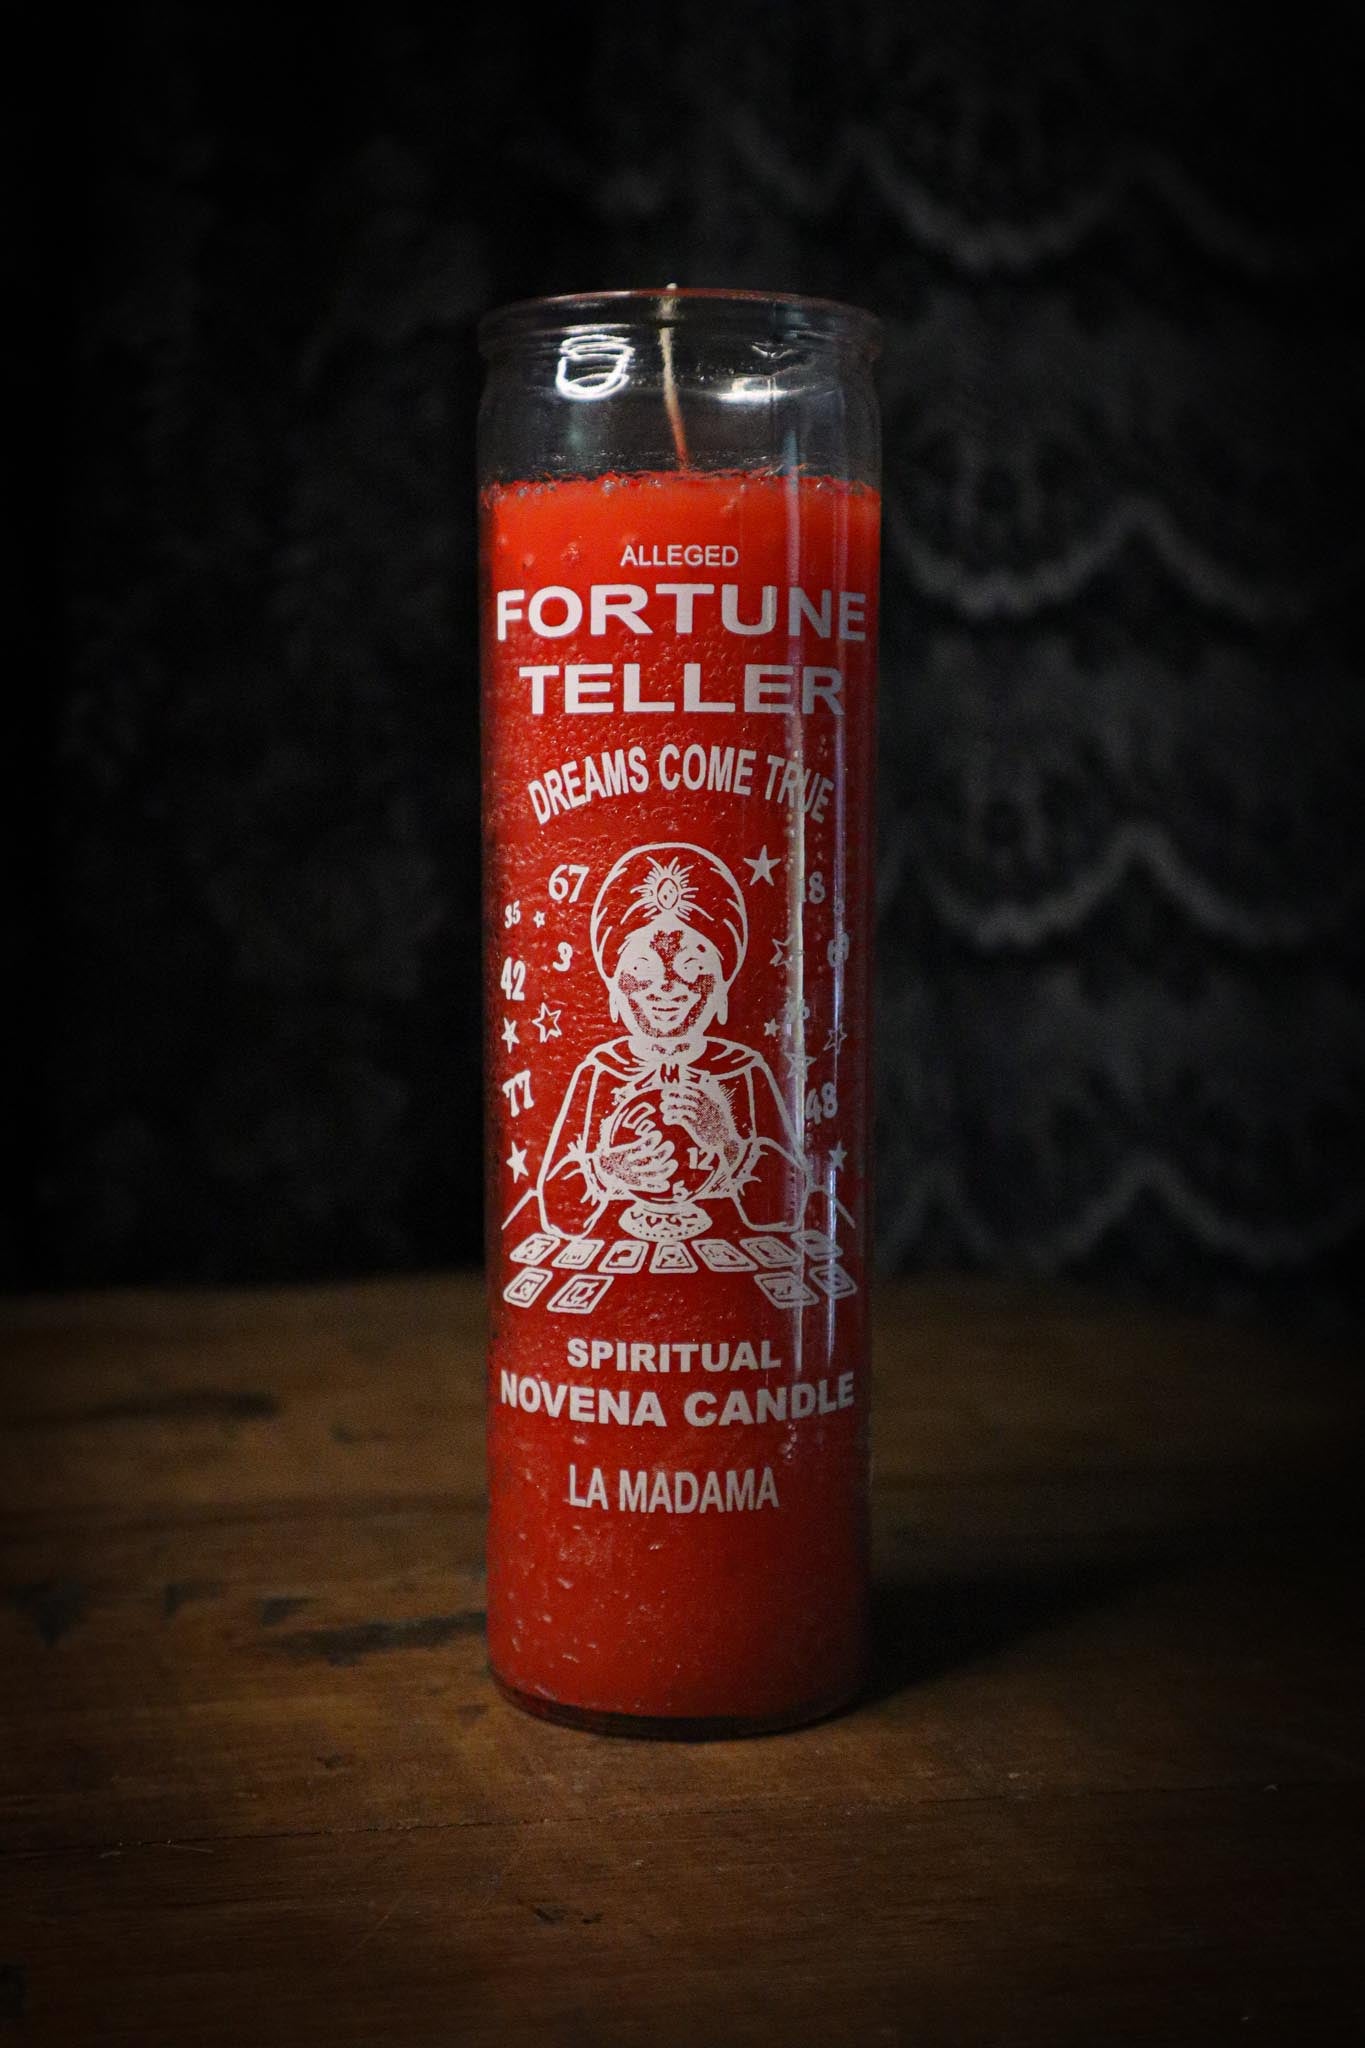 ALLEGED
FORTUNE
TELLER
DREAMS COME TRUE
67
18
35
3
42
77
48
12
5
SPIRITUAL
NOVENA CANDLE
LA MADAMA